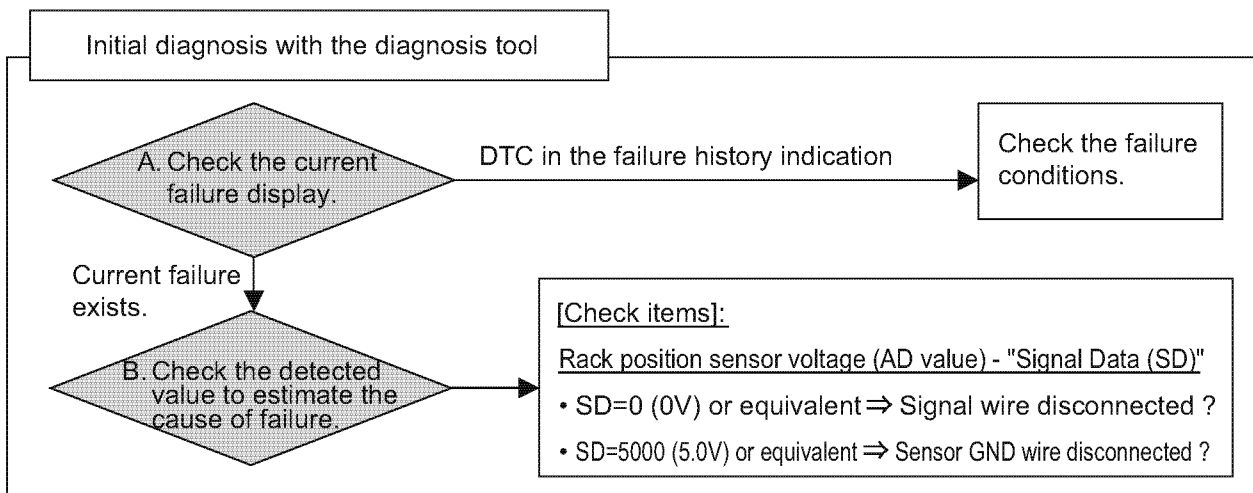 Initial diagnosis with the diagnosis tool
A. Check the current
failure display.
DTC in the failure history indication
Check the failure
conditions.
Current failure
exists.
B. Check the detected
value to estimate the
cause of failure.
[Check items]:
Rack position sensor voltage (AD value) - "Signal Data (SD)"
• SD=0 (0V) or equivalent ⇒ Signal wire disconnected ?
• SD=5000 (5.0V) or equivalent ⇒ Sensor GND wire disconnected ?